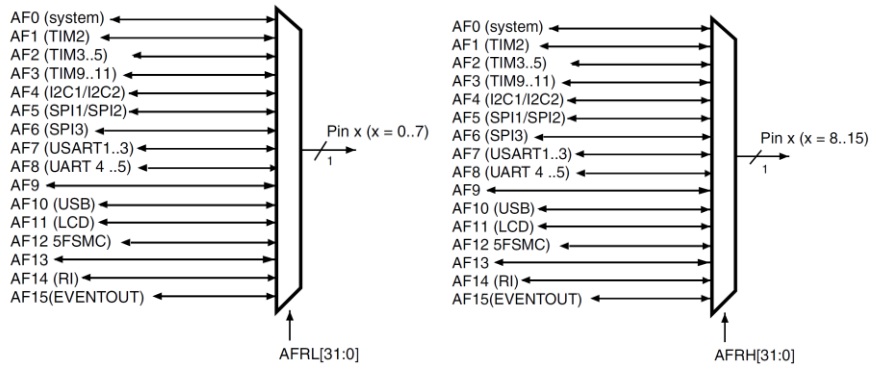 AF0 (system)
AF1 (TIM2)
AF2 (TIM3..5)
AF3 (TIM9..11)
AF4 (I2C1/I2C2)
AF5 (SPI1/SPI2)
AF6 (SPI3)
AF7 (USART1..3)
AF8 (UART 4 ..5)
AF9
AF10 (USB)
AF11 (LCD)
AF12 5FSMC)
AF13
AF14 (RI)
AF15(EVENTOUT)
Pin x (x = 0..7)
1
AFRL[31:0]
AF0 (system)
AF1 (TIM2)
AF2 (TIM3..5)
AF3 (TIM9..11)
AF4 (I2C1/I2C2)
AF5 (SPI1/SPI2)
AF6 (SPI3)
AF7 (USART1..3)
AF8 (UART 4 ..5)
AF9
AF10 (USB)
AF11 (LCD)
AF12 5FSMC)
AF13
AF14 (RI)
AF15(EVENTOUT)
Pin x (x = 8..15)
1
AFRH[31:0]